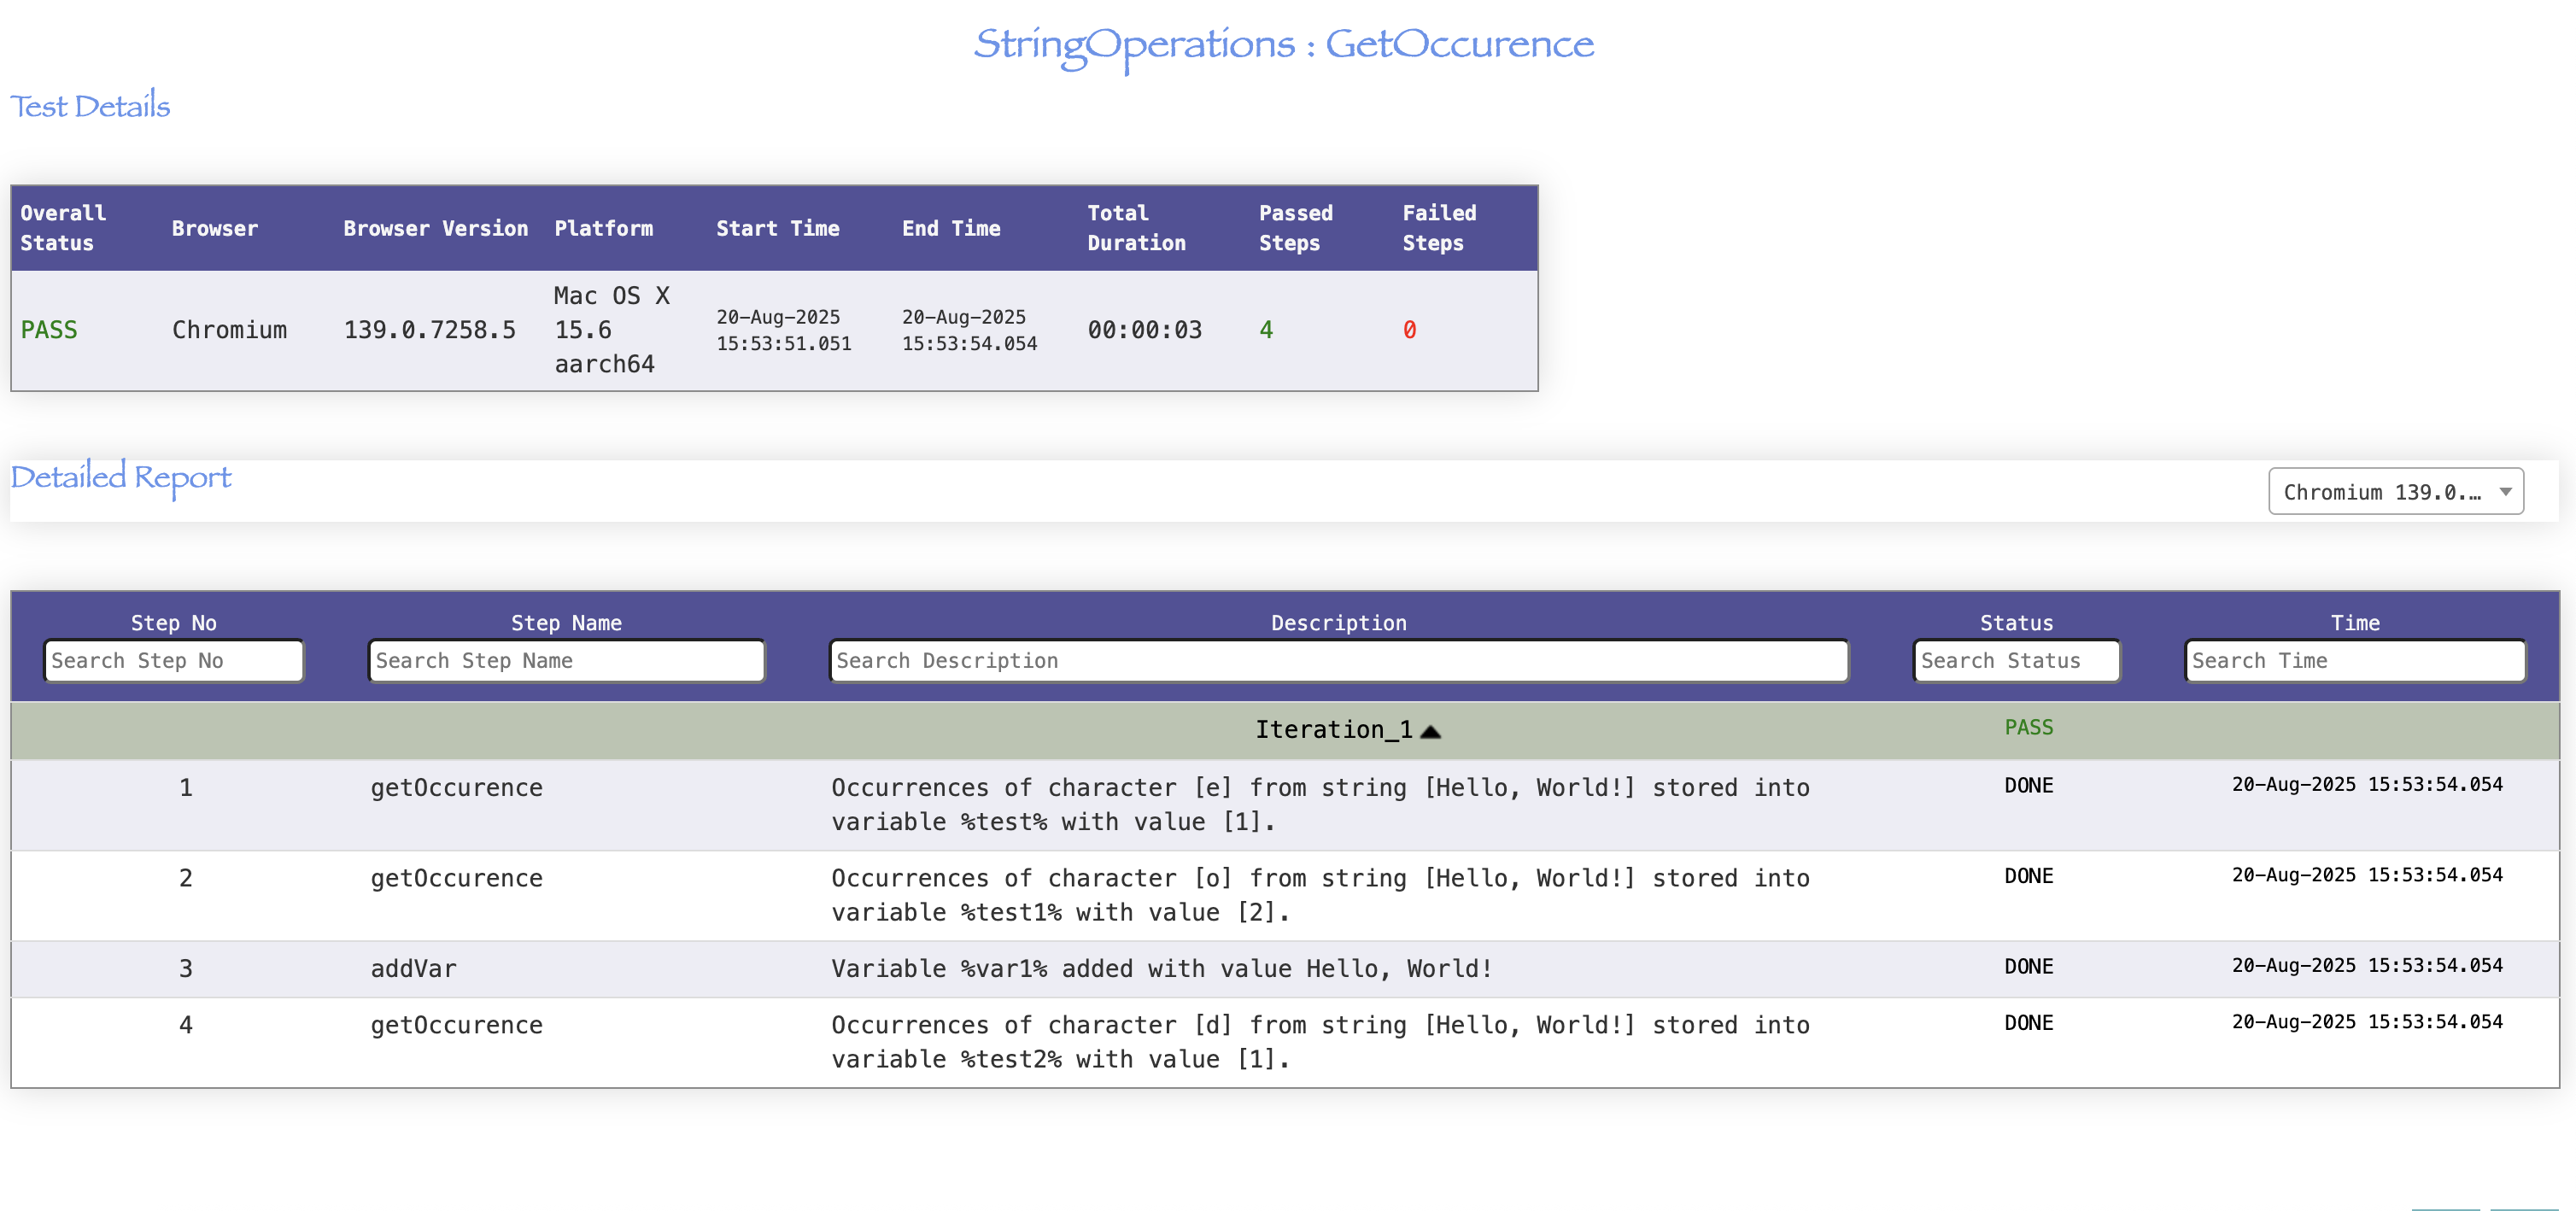 StringOperations : GetOccurence
Test Details
Overall Status Browser Browser Version Platform Start Time End Time Total Duration Passed Steps Failed Steps
PASS Chromium 139.0.7258.5 Mac OS X 15.6 aarch64 20-Aug-2025 15:53:51.051 20-Aug-2025 15:53:54.054 00:00:03 4 0
Detailed Report
Chromium 139.0.…
Step No Step Name Description Status Time
Search Step No Search Step Name Search Description Search Status Search Time
Iteration_1 PASS
1 getOccurence Occurrences of character [e] from string [Hello, World!] stored into DONE 20-Aug-2025 15:53:54.054
variable %test% with value [1].
2 getOccurence Occurrences of character [o] from string [Hello, World!] stored into DONE 20-Aug-2025 15:53:54.054
variable %test1% with value [2].
3 addVar Variable %var1% added with value Hello, World! DONE 20-Aug-2025 15:53:54.054
4 getOccurence Occurrences of character [d] from string [Hello, World!] stored into DONE 20-Aug-2025 15:53:54.054
variable %test2% with value [1].